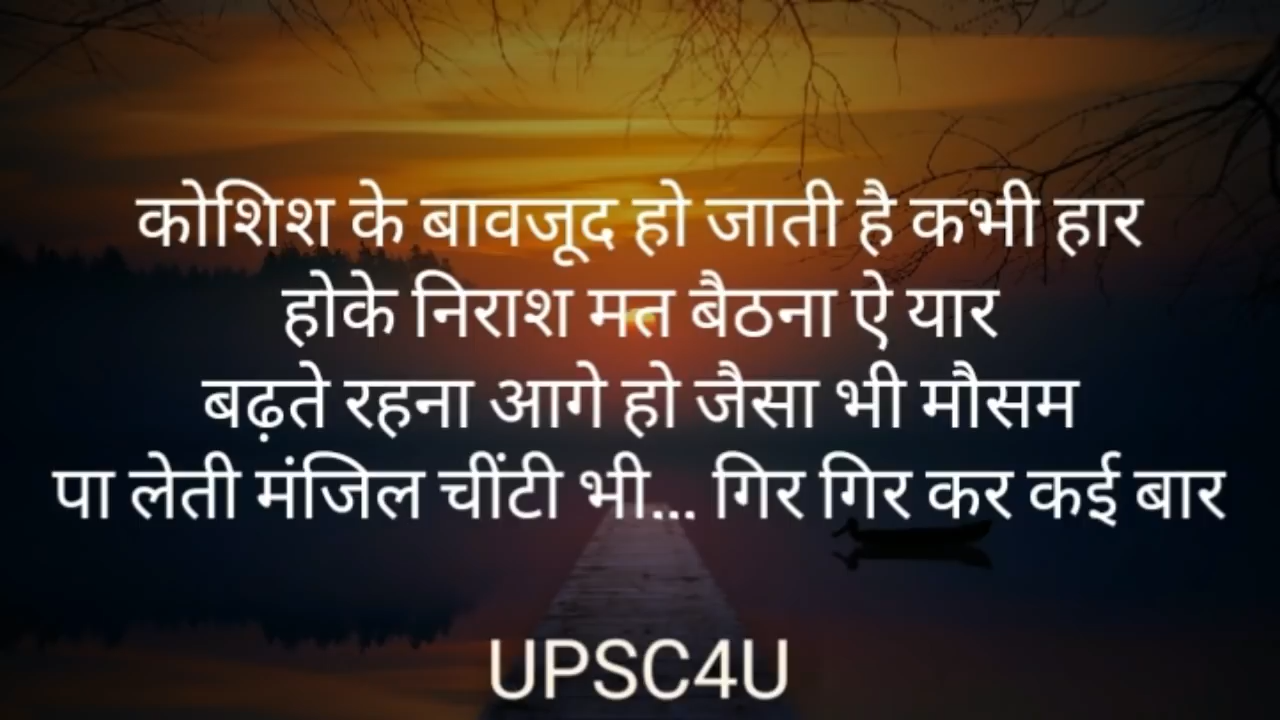 कोशिश के बावजूद हो जाती है कभी हार
होके निराश मत बैठना ऐ यार
बढ़ते रहना आगे हो जैसा भी मौसम
पा लेती मंजिल चींटी भी... गिर गिर कर कई बार
UPSC4U